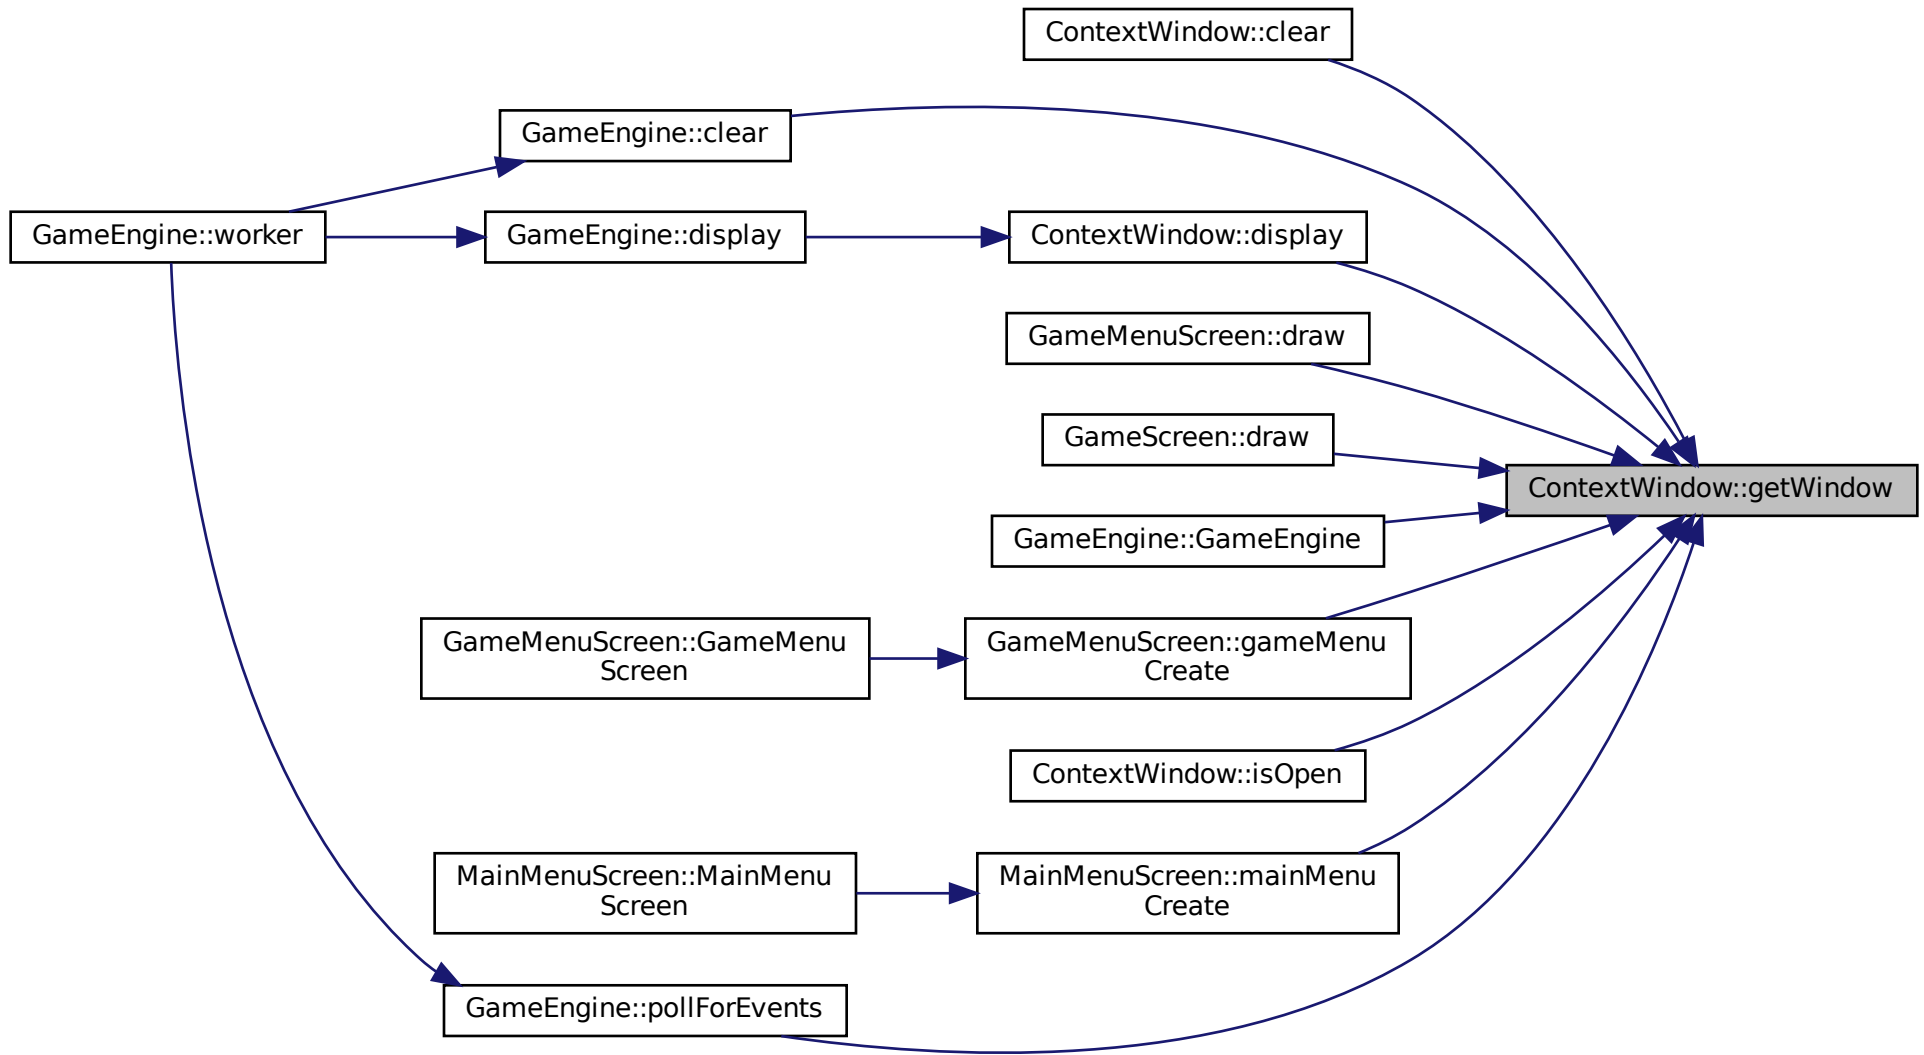 ContextWindow::clear
GameEngine::clear
GameEngine::worker
GameEngine::display
ContextWindow::display
GameMenuScreen::draw
GameScreen::draw
ContextWindow::getWindow
GameEngine::GameEngine
GameMenuScreen::GameMenu
Screen
GameMenuScreen::gameMenu
Create
ContextWindow::isOpen
MainMenuScreen::MainMenu
Screen
MainMenuScreen::mainMenu
Create
GameEngine::pollForEvents